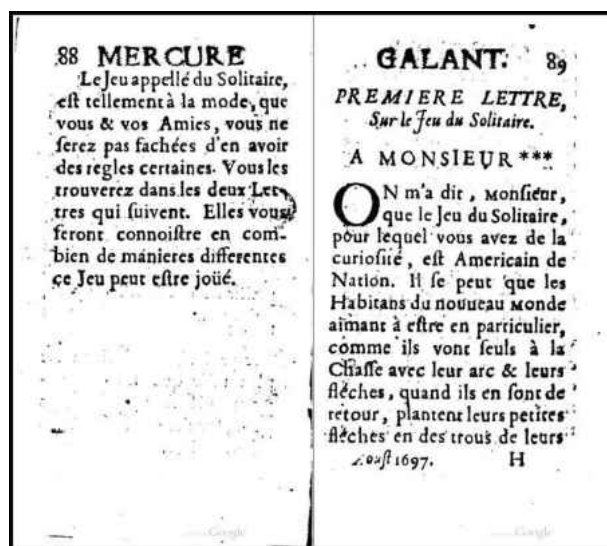 88 MERCURE
Le Jeu appellé du Solitaire,
eſt tellement à la mode, que
vous & vos Amies, vous ne
ferez pas fachées d'en avoir
des regles certaines. Vous les
trouverez dans les deux Let-
tres qui ſuivent. Elles vous
feront connoiſtre en com-
bien de manieres differentes
ce Jeu peut eſtre joüé.
GALANT. 89
PREMIERE LETTRE,
Sur le Jeu du Solitaire.
A MONSIEUR ***
ON m'a dit, Monſieur,
que le Jeu du Solitaire,
pour lequel vous avez de la
curioſité, eſt Americain de
Nation. Il ſe peut que les
Habitans du nouueau Monde
aimant à eſtre en particulier,
comme ils vont ſeuls à la
Chaſſe avec leur arc & leurs
fléches, quand ils en ſont de
retour, plantent leurs petites
fléches en des trous de leurs
Aouſt 1697. H
Google
Google